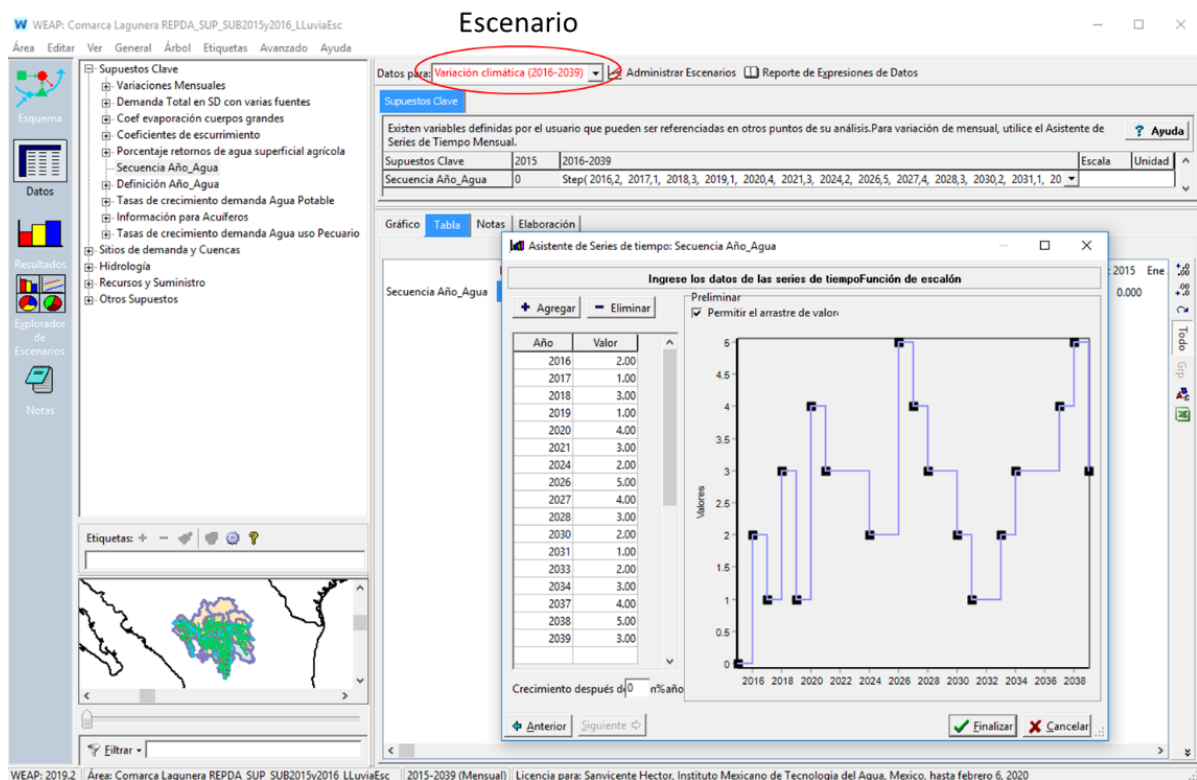 Escenario
WEAP: Comarca Lagunera REPDA_SUP_SUB2015y2016_LLuviaEsc
Área Editar Ver General Árbol Etiquetas Avanzado Ayuda
Esquema
Datos
Resultados
Explorador
de
Escenarios
Notas
Supuestos Clave
Variaciones Mensuales
Demanda Total en SD con varias fuentes
Coef evaporación cuerpos grandes
Coeficientes de escurrimiento
Porcentaje retornos de agua superficial agrícola
Secuencia Año_Agua
Definición Año_Agua
Tasas de crecimiento demanda Agua Potable
Información para Acuíferos
Tasas de crecimiento demanda Agua uso Pecuario
Sitios de demanda y Cuencas
Hidrología
Recursos y Suministro
Otros Supuestos
Etiquetas:
Filtrar
Datos para: Variación climática (2016-2039) Administrar Escenarios Reporte de Expresiones de Datos
Supuestos Clave
Existen variables definidas por el usuario que pueden ser referenciadas en otros puntos de su análisis.Para variación de mensual, utilice el Asistente de
Series de Tiempo Mensual.
? Ayuda
Supuestos Clave 2015 2016-2039 Escala Unidad
Secuencia Año_Agua 0 Step( 2016,2, 2017,1, 2018,3, 2019,1, 2020,4, 2021,3, 2024,2, 2026,5, 2027,4, 2028,3, 2030,2, 2031,1, 20
Gráfico Tabla Notas Elaboración
2015 Ene
Secuencia Año_Agua 0.000
Todo
Grp
Asistente de Series de tiempo: Secuencia Año_Agua
Ingrese los datos de las series de tiempoFunción de escalón
+ Agregar − Eliminar
Preliminar
Permitir el arrastre de valor
Año Valor
2016 2.00
2017 1.00
2018 3.00
2019 1.00
2020 4.00
2021 3.00
2024 2.00
2026 5.00
2027 4.00
2028 3.00
2030 2.00
2031 1.00
2033 2.00
2034 3.00
2037 4.00
2038 5.00
2039 3.00
Valores
5
4.5
4
3.5
3
2.5
2
1.5
1
0.5
0
2016 2018 2020 2022 2024 2026 2028 2030 2032 2034 2036 2038
Crecimiento después d 0 n%año
Anterior Siguiente Finalizar Cancelar
WEAP: 2019.2 Área: Comarca Lagunera REPDA_SUP_SUB2015y2016_LLuviaEsc 2015-2039 (Mensual) Licencia para: Sanvicente Hector, Instituto Mexicano de Tecnologia del Agua, Mexico, hasta febrero 6, 2020